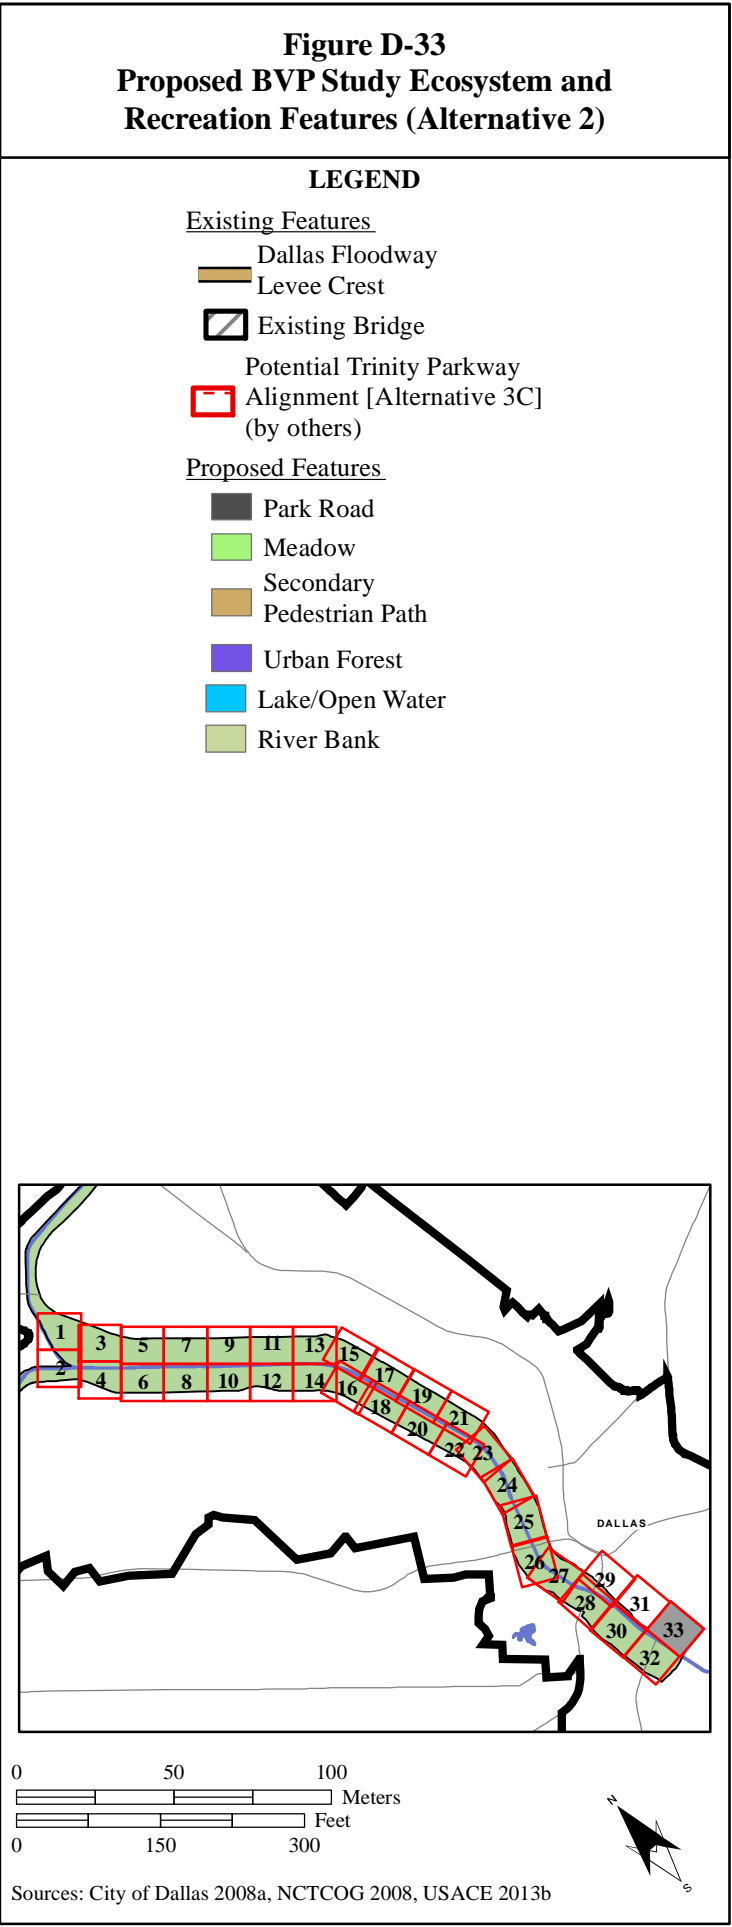 Figure D-33
Proposed BVP Study Ecosystem and
Recreation Features (Alternative 2)
LEGEND
Existing Features
Dallas Floodway
Levee Crest
Existing Bridge
Potential Trinity Parkway
Alignment [Alternative 3C]
(by others)
Proposed Features
Park Road
Meadow
Secondary
Pedestrian Path
Urban Forest
Lake/Open Water
River Bank
1
2
3
4
5
6
7
8
9
10
11
12
13
14
15
16
17
18
19
20
21
22
23
24
25
26
27
28
29
30
31
32
33
DALLAS
0 50 100
Meters
Feet
0 150 300
N
S
Sources: City of Dallas 2008a, NCTCOG 2008, USACE 2013b